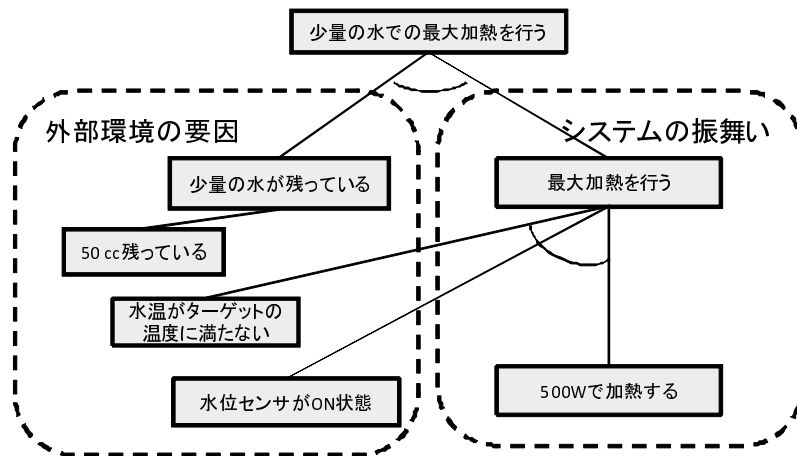 少量の水での最大加熱を行う
外部環境の要因
システムの振舞い
少量の水が残っている
最大加熱を行う
50 cc残っている
水温がターゲットの
温度に満たない
水位センサがON状態
500Wで加熱する